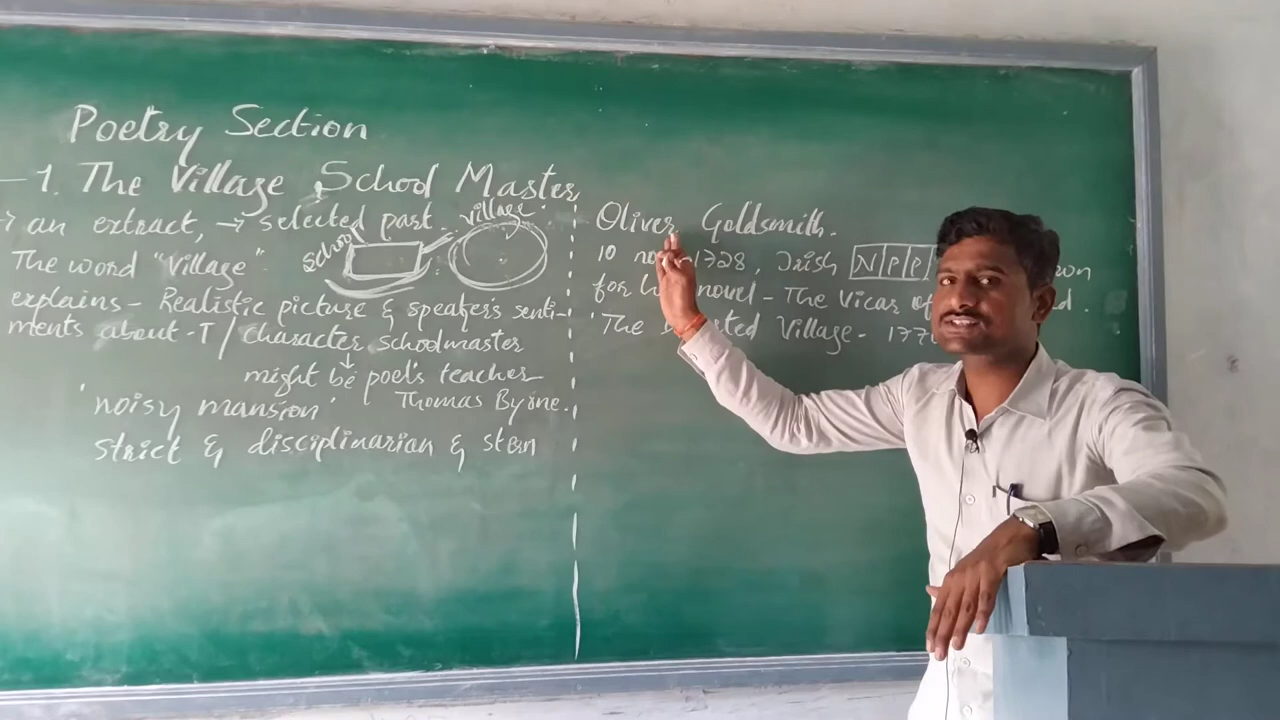 Poetry Section
1. The Village School Master
→ an extract, → selected part.
village.
School
The word "Village".
explains - Realistic picture & speaker's senti-
ments about - T / Character schoolmaster
might be poet's teacher
'noisy mansion' Thomas Byrne.
strict & disciplinarian & stern
Oliver Goldsmith.
10 1728, Irish N P P
for novel - The Vicar of
'The Village - 177